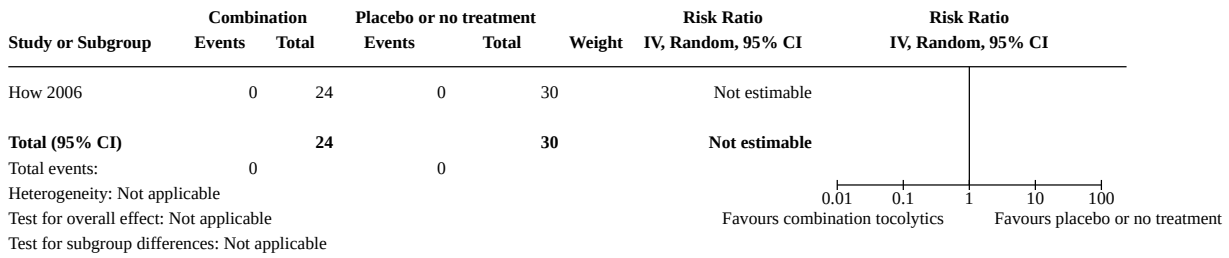 Combination Placebo or no treatment Risk Ratio Risk Ratio
Study or Subgroup Events Total Events Total Weight IV, Random, 95% CI IV, Random, 95% CI
How 2006 0 24 0 30 Not estimable
Total (95% CI) 24 30 Not estimable
Total events: 0 0
Heterogeneity: Not applicable
0.01 0.1 1 10 100
Test for overall effect: Not applicable Favours combination tocolytics Favours placebo or no treatment
Test for subgroup differences: Not applicable